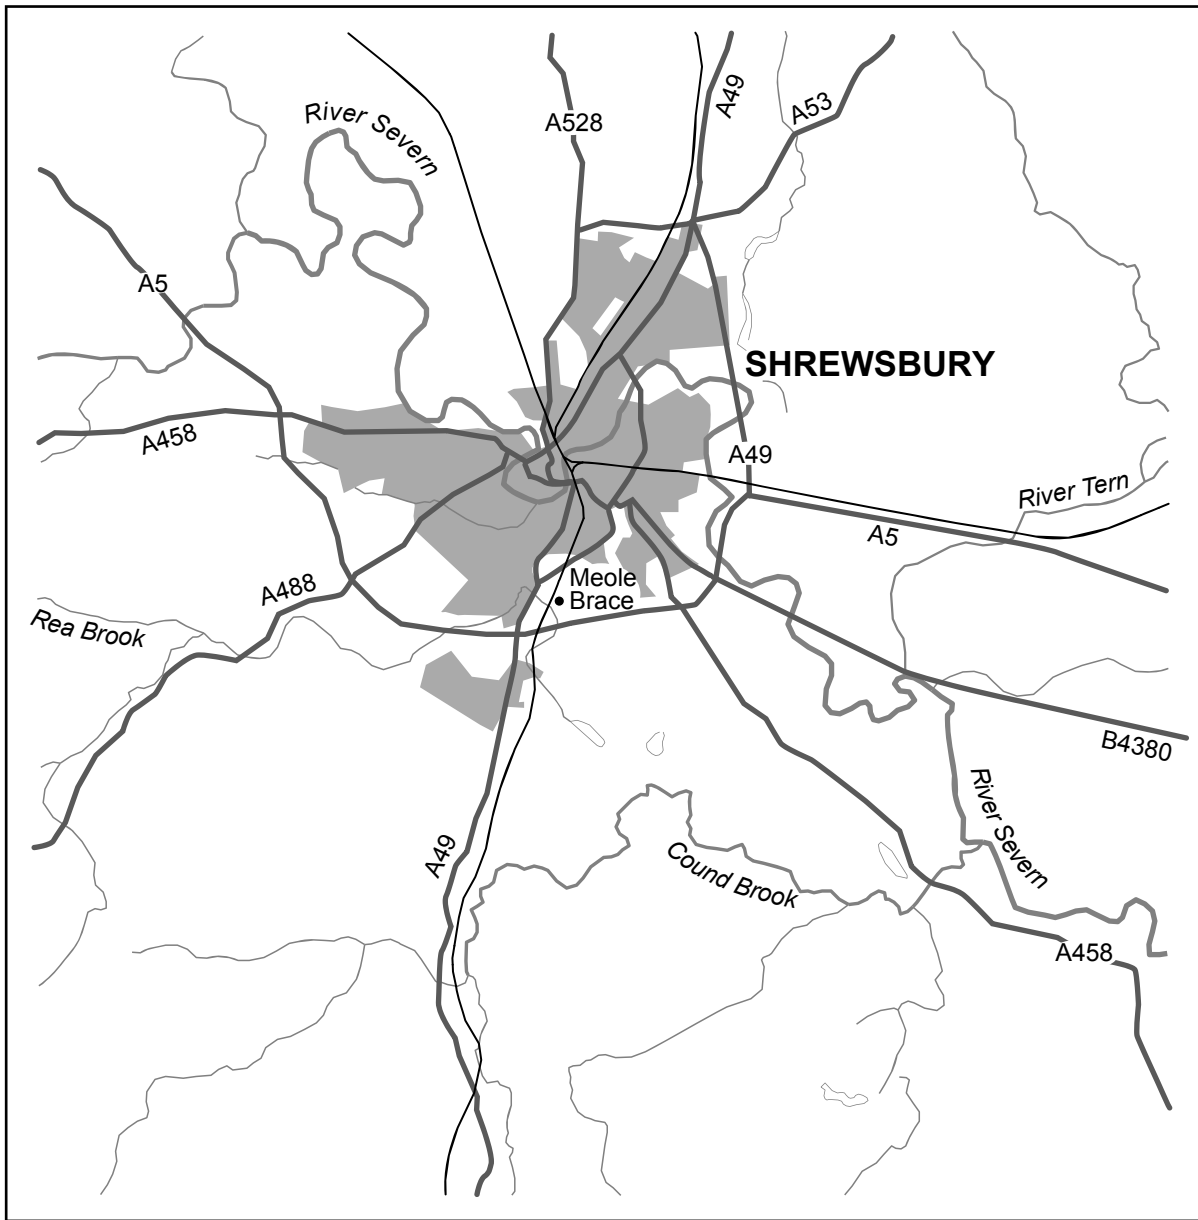 River Severn
A528
A49
A53
A5
SHREWSBURY
A458
A49
River Tern
A5
A488
Meole
Brace
Rea Brook
B4380
River Severn
A49
Cound Brook
A458